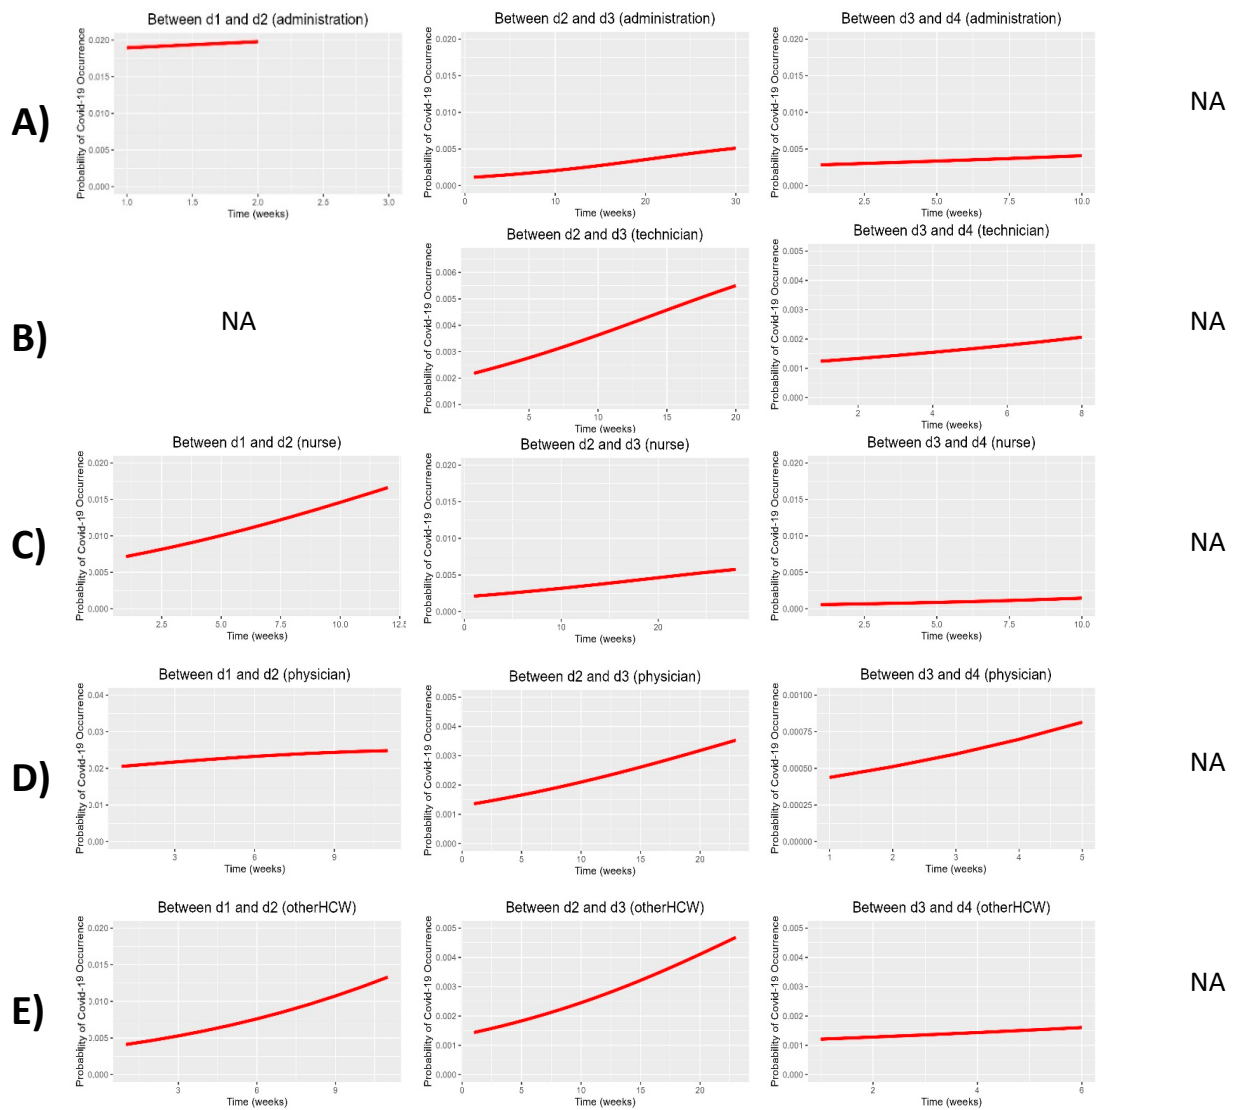 A)
Between d1 and d2 (administration)
Probability of Covid-19 Occurrence
0.020
0.015
0.010
0.005
0.000
1.0 1.5 2.0 2.5 3.0
Time (weeks)
Between d2 and d3 (administration)
Probability of Covid-19 Occurrence
0.020
0.015
0.010
0.005
0.000
0 10 20 30
Time (weeks)
Between d3 and d4 (administration)
Probability of Covid-19 Occurrence
0.020
0.015
0.010
0.005
0.000
2.5 5.0 7.5 10.0
Time (weeks)
NA
B)
NA
Between d2 and d3 (technician)
Probability of Covid-19 Occurrence
0.006
0.005
0.004
0.003
0.002
0.001
5 10 15 20
Time (weeks)
Between d3 and d4 (technician)
Probability of Covid-19 Occurrence
0.005
0.004
0.003
0.002
0.001
0.000
2 4 6 8
Time (weeks)
NA
C)
Between d1 and d2 (nurse)
Probability of Covid-19 Occurrence
0.020
0.015
0.010
0.005
0.000
2.5 5.0 7.5 10.0 12.5
Time (weeks)
Between d2 and d3 (nurse)
Probability of Covid-19 Occurrence
0.020
0.015
0.010
0.005
0.000
0 10 20
Time (weeks)
Between d3 and d4 (nurse)
Probability of Covid-19 Occurrence
0.020
0.015
0.010
0.005
0.000
2.5 5.0 7.5 10.0
Time (weeks)
NA
D)
Between d1 and d2 (physician)
Probability of Covid-19 Occurrence
0.04
0.03
0.02
0.01
0.00
3 6 9
Time (weeks)
Between d2 and d3 (physician)
Probability of Covid-19 Occurrence
0.005
0.004
0.003
0.002
0.001
0.000
0 5 10 15 20
Time (weeks)
Between d3 and d4 (physician)
Probability of Covid-19 Occurrence
0.00100
0.00075
0.00050
0.00025
0.00000
1 2 3 4 5
Time (weeks)
NA
E)
Between d1 and d2 (otherHCW)
Probability of Covid-19 Occurrence
0.020
0.015
0.010
0.005
0.000
3 6 9
Time (weeks)
Between d2 and d3 (otherHCW)
Probability of Covid-19 Occurrence
0.005
0.004
0.003
0.002
0.001
0.000
0 5 10 15 20
Time (weeks)
Between d3 and d4 (otherHCW)
Probability of Covid-19 Occurrence
0.005
0.004
0.003
0.002
0.001
0.000
2 4 6
Time (weeks)
NA